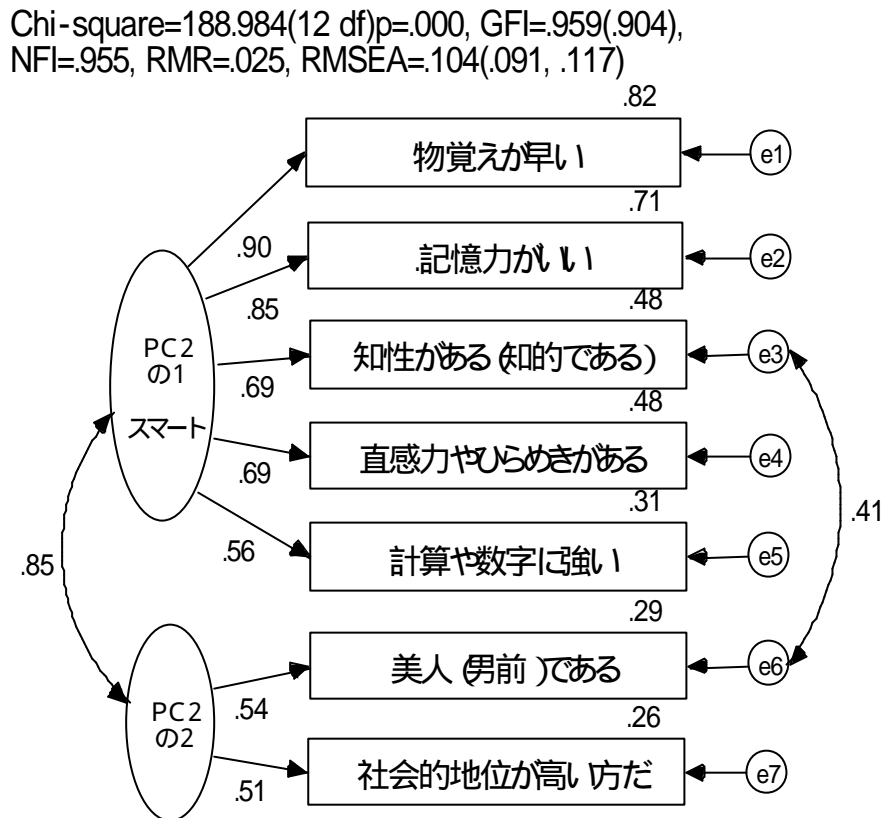 Chi-square=188.984(12 df)p=.000, GFI=.959(.904),
NFI=.955, RMR=.025, RMSEA=.104(.091, .117)
.82
物覚えが早い
e1
.71
.90
.記憶力がいい
e2
.85
.48
PC2
の1
スマート
知性がある(知的である)
e3
.69
.48
直感力やひらめきがある
e4
.69
.31
.41
.56
計算や数字に強い
e5
.85
.29
美人(男前)である
e6
.54
.26
PC2
の2
社会的地位が高い方だ
e7
.51